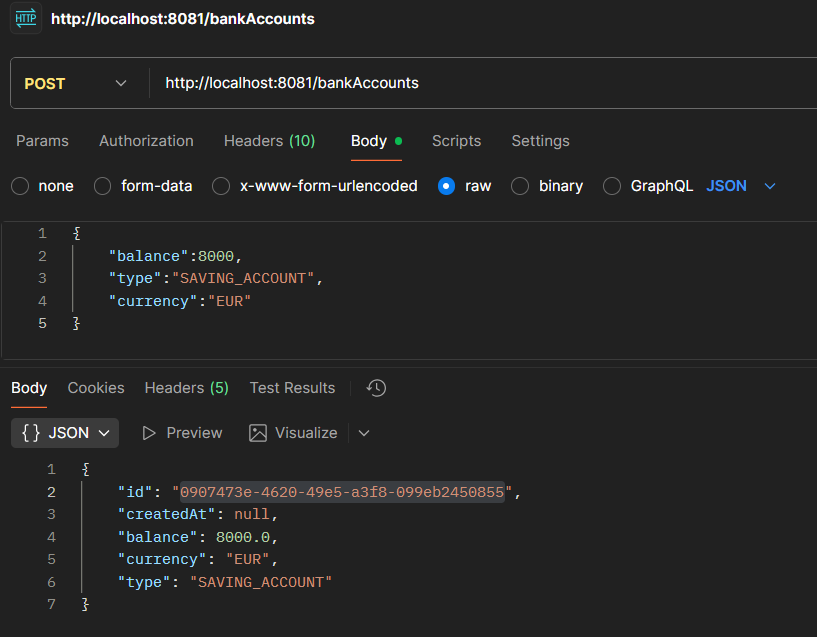 HTTP http://localhost:8081/bankAccounts
POST http://localhost:8081/bankAccounts
Params Authorization Headers (10) Body Scripts Settings
none form-data x-www-form-urlencoded raw binary GraphQL JSON
1 {
2 "balance":8000,
3 "type":"SAVING_ACCOUNT",
4 "currency":"EUR"
5 }
Body Cookies Headers (5) Test Results
{} JSON Preview Visualize
1 {
2 "id": "0907473e-4620-49e5-a3f8-099eb2450855",
3 "createdAt": null,
4 "balance": 8000.0,
5 "currency": "EUR",
6 "type": "SAVING_ACCOUNT"
7 }